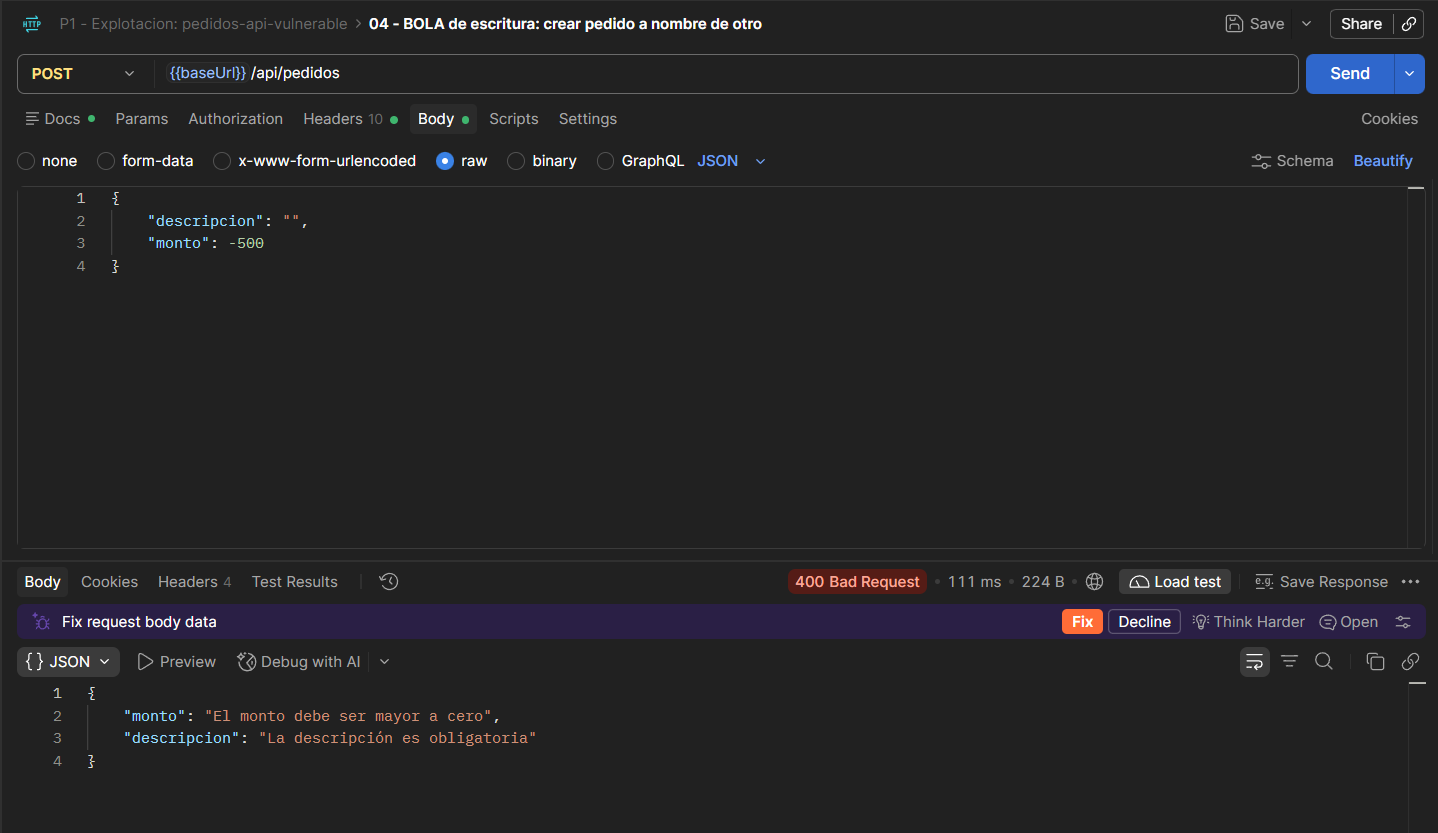 HTTP P1 - Explotacion: pedidos-api-vulnerable > 04 - BOLA de escritura: crear pedido a nombre de otro Save Share
POST {{baseUrl}} /api/pedidos Send
Docs Params Authorization Headers 10 Body Scripts Settings Cookies
none form-data x-www-form-urlencoded raw binary GraphQL JSON Schema Beautify
1 {
2 "descripcion": "",
3 "monto": -500
4 }
Body Cookies Headers 4 Test Results 400 Bad Request • 111 ms • 224 B • Load test e.g. Save Response
Fix request body data Fix Decline Think Harder Open
{ } JSON Preview Debug with AI
1 {
2 "monto": "El monto debe ser mayor a cero",
3 "descripcion": "La descripción es obligatoria"
4 }